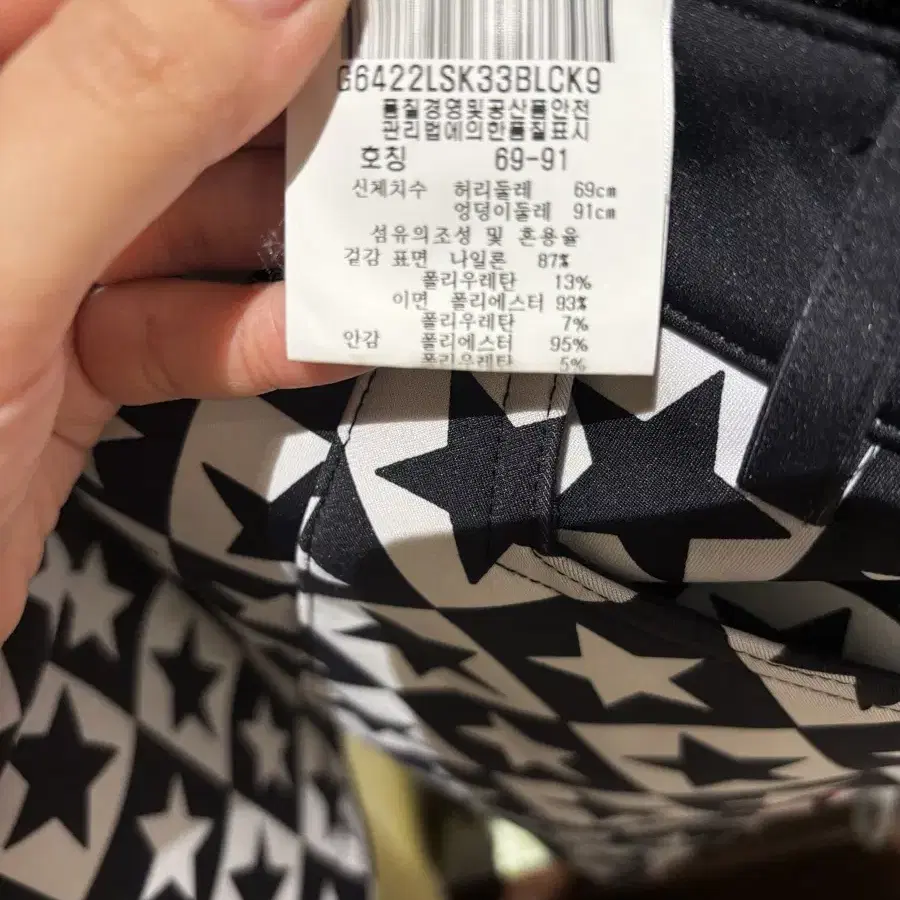 G6422LSK33BLCK9
품질경영및공산품안전
관리법에의한품질표시
호칭 69-91
신체치수 허리둘레 69cm
엉덩이둘레 91cm
섬유의조성 및 혼용율
겉감 표면 나일론 87%
폴리우레탄 13%
이면 폴리에스터 93%
폴리우레탄 7%
안감 폴리에스터 95%
폴리우레탄 5%